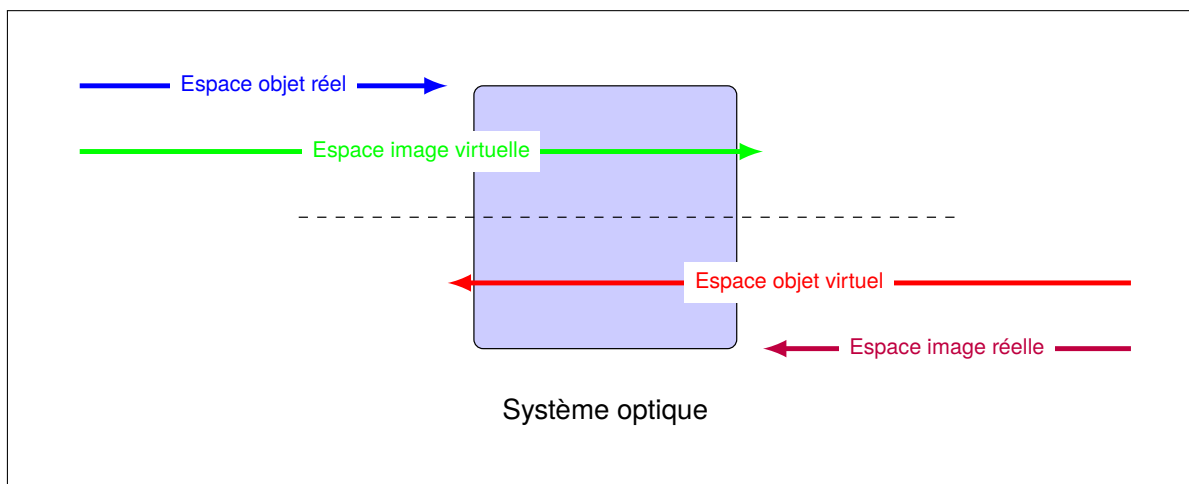 Espace objet réel
Espace image virtuelle
Espace objet virtuel
Espace image réelle
Système optique